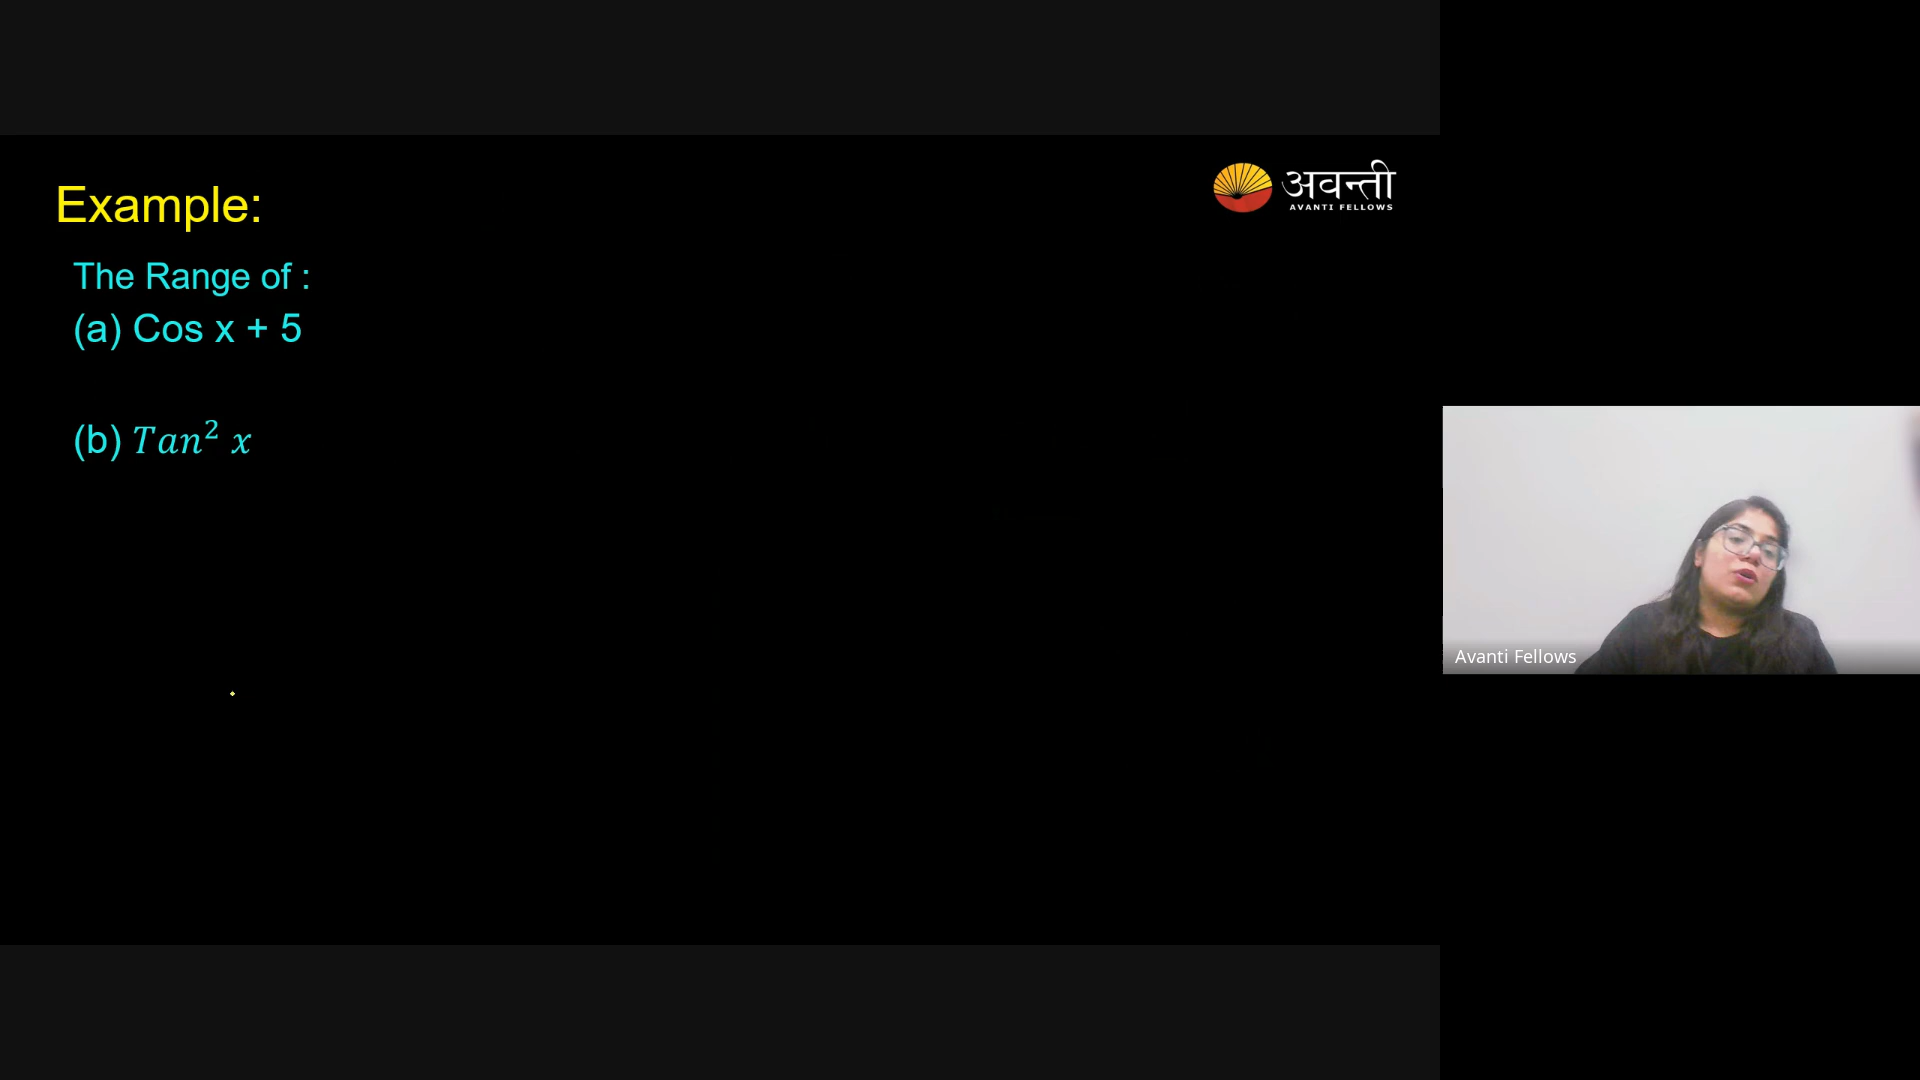 Example:
अवन्ती
AVANTI FELLOWS
The Range of :
(a) Cos x + 5
(b) Tan² x
Avanti Fellows